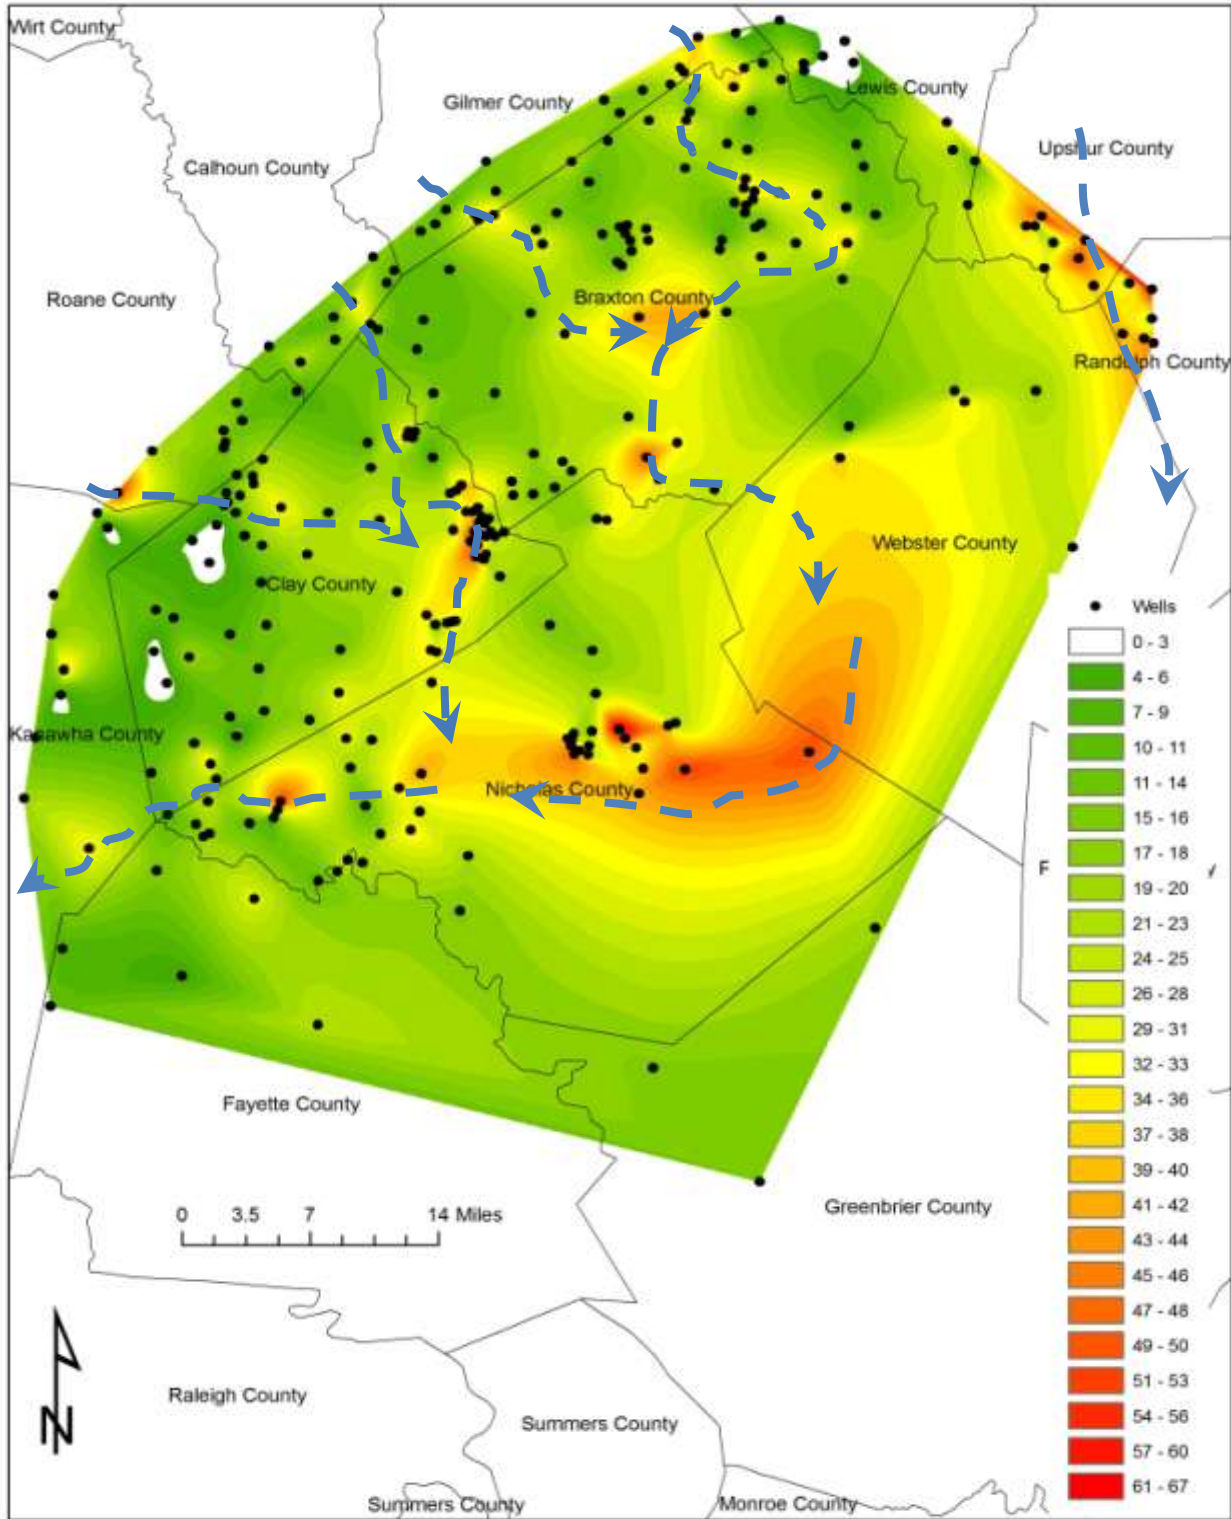 Wirt County
Gilmer County
Lewis County
Calhoun County
Upshur County
Roane County
Braxton County
Randolph County
Webster County
Clay County
Kanawha County
Nicholas County
Fayette County
Greenbrier County
Raleigh County
Summers County
Summers County
Monroe County
0 3.5 7 14 Miles
N
Wells
0 - 3
4 - 6
7 - 9
10 - 11
11 - 14
15 - 16
17 - 18
19 - 20
21 - 23
24 - 25
26 - 28
29 - 31
32 - 33
34 - 36
37 - 38
39 - 40
41 - 42
43 - 44
45 - 46
47 - 48
49 - 50
51 - 53
54 - 56
57 - 60
61 - 67